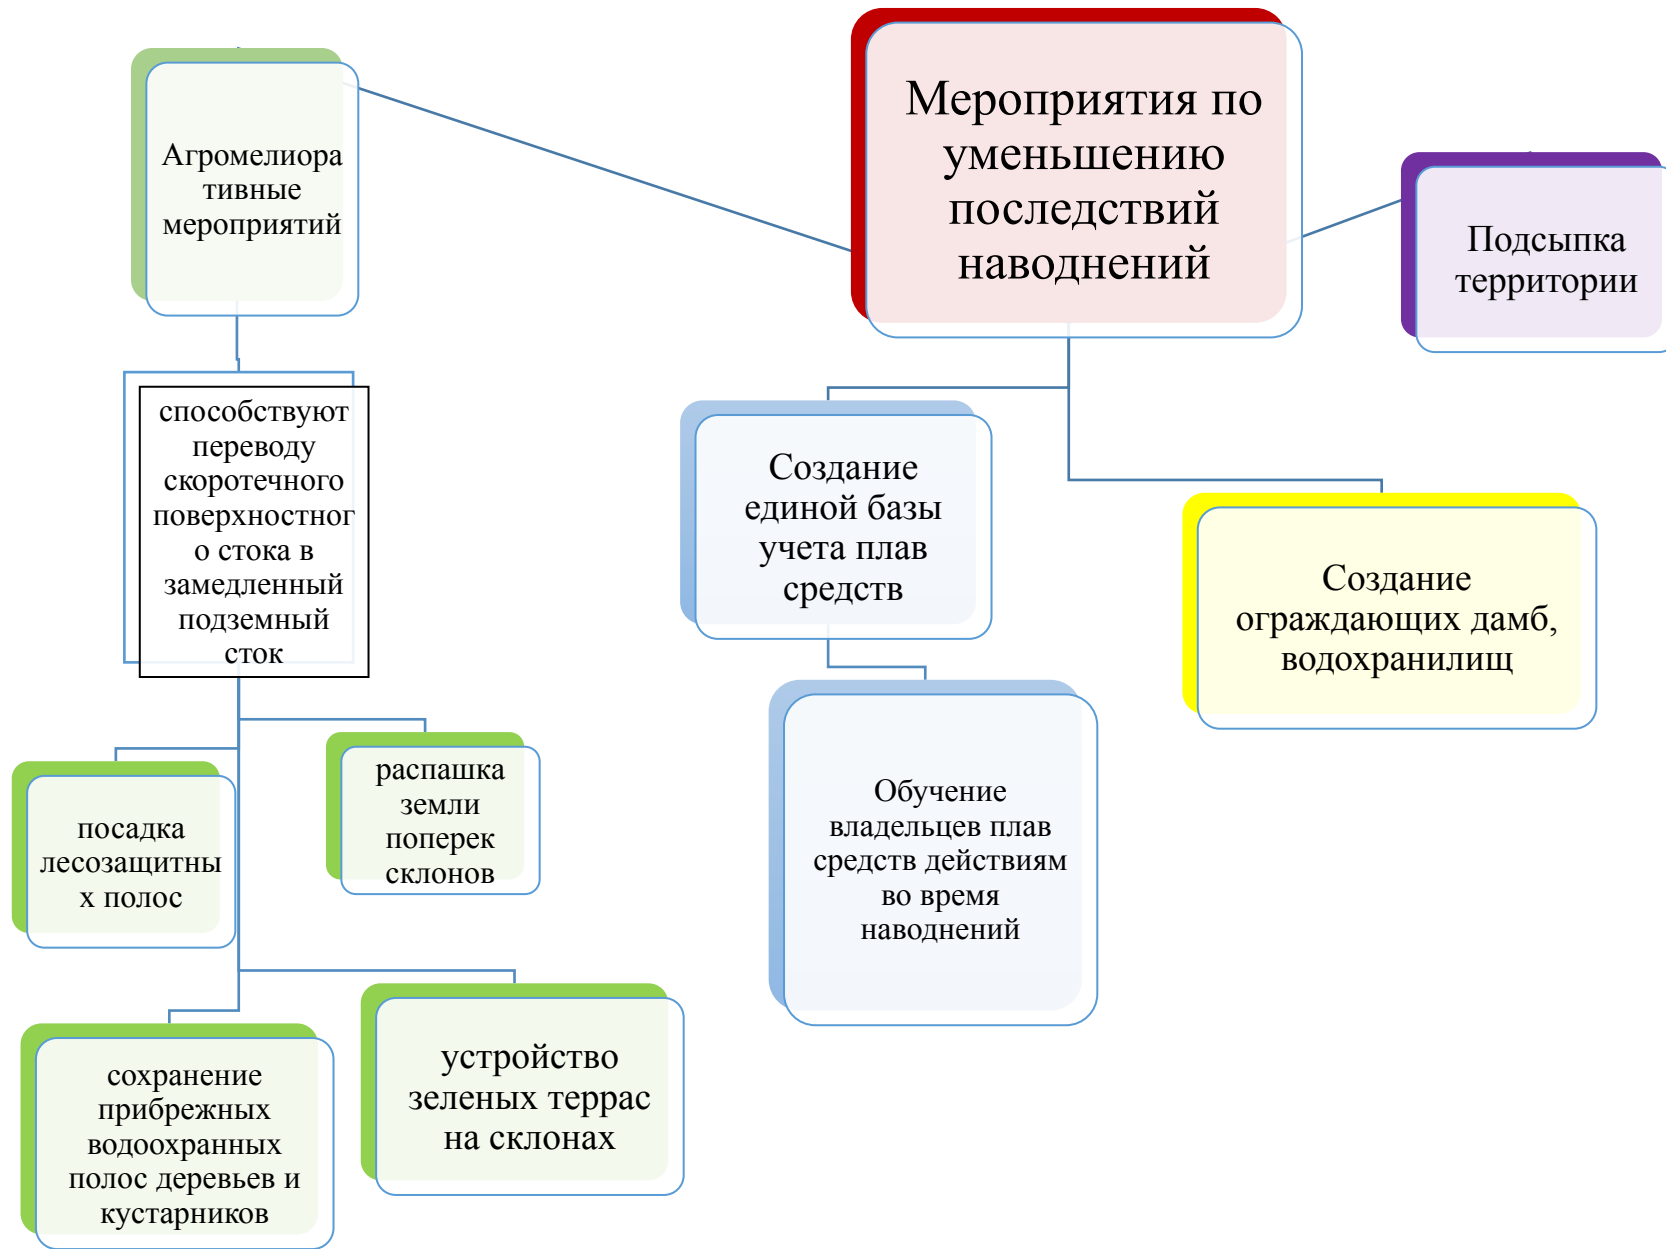 Мероприятия по
уменьшению
последствий
наводнений
Агромелиора
тивные
мероприятий
Подсыпка
территории
способствуют
переводу
скоротечного
поверхностног
о стока в
замедленный
подземный
сток
Создание
единой базы
учета плав
средств
Создание
ограждающих дамб,
водохранилищ
распашка
земли
поперек
склонов
посадка
лесозащитны
х полос
Обучение
владельцев плав
средств действиям
во время
наводнений
устройство
зеленых террас
на склонах
сохранение
прибрежных
водоохранных
полос деревьев и
кустарников